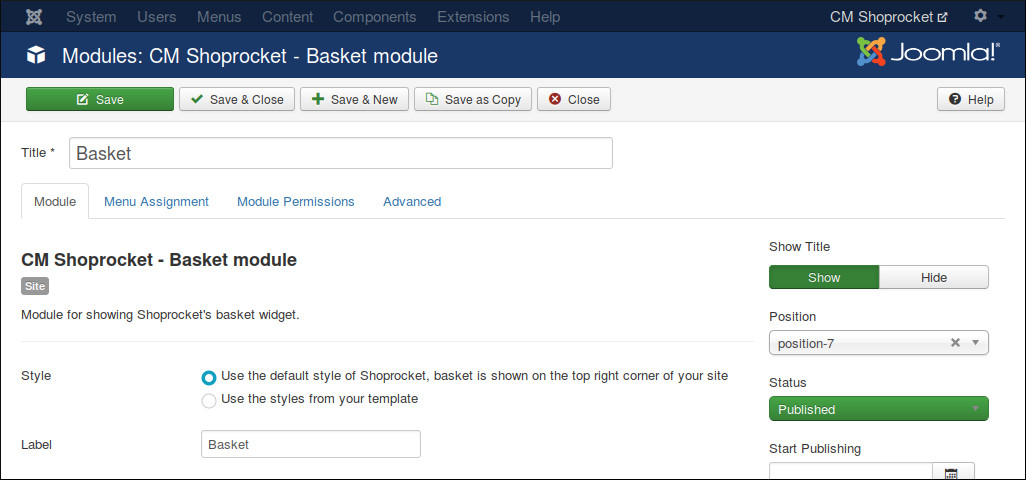 System Users Menus Content Components Extensions Help CM Shoprocket
Modules: CM Shoprocket - Basket module Joomla!®
Save Save & Close Save & New Save as Copy Close Help
Title * Basket
Module Menu Assignment Module Permissions Advanced
Show Title
CM Shoprocket - Basket module
Show Hide
Site
Module for showing Shoprocket's basket widget.
Position
position-7
Style Use the default style of Shoprocket, basket is shown on the top right corner of your site
Use the styles from your template
Status
Published
Label Basket
Start Publishing